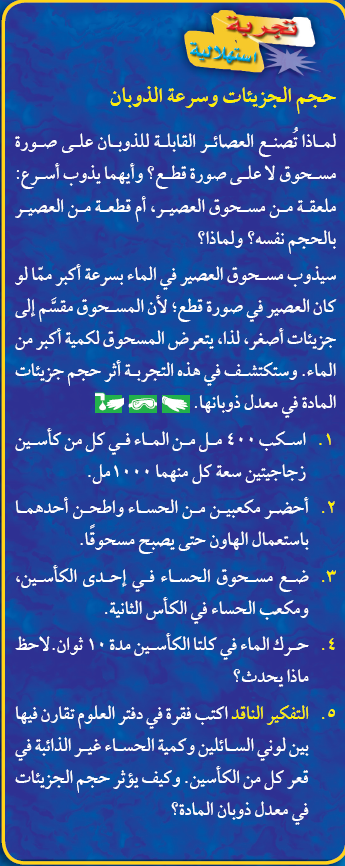 تجربة
استهلالية
حجم الجزيئات وسرعة الذوبان
لماذا تُصنع العصائر القابلة للذوبان على صورة
مسحوق لا على صورة قطع؟ وأيهما يذوب أسرع:
ملعقة من مسحوق العصير، أم قطعة من العصير
بالحجم نفسه؟ ولماذا؟
سيذوب مسحوق العصير في الماء بسرعة أكبر ممّا لو
كان العصير في صورة قطع؛ لأن المسحوق مقسَّم إلى
جزيئات أصغر، لذا، يتعرض المسحوق لكمية أكبر من
الماء. وستكتشف في هذه التجربة أثر حجم جزيئات
المادة في معدل ذوبانها.
١. اسكب ٤٠٠ مل من الماء في كل من كأسين
زجاجيتين سعة كل منهما ١٠٠٠مل.
٢. أحضر مكعبين من الحساء واطحن أحدهما
باستعمال الهاون حتى يصبح مسحوقًا.
٣. ضع مسحوق الحساء في إحدى الكأسين،
ومكعب الحساء في الكأس الثانية.
٤. حرك الماء في كلتا الكأسين مدة ١٠ ثوان.لاحظ
ماذا يحدث؟
٥. التفكير الناقد اكتب فقرة في دفتر العلوم تقارن فيها
بين لوني السائلين وكمية الحساء غير الذائبة في
قعر كل من الكأسين. وكيف يؤثر حجم الجزيئات
في معدل ذوبان المادة؟